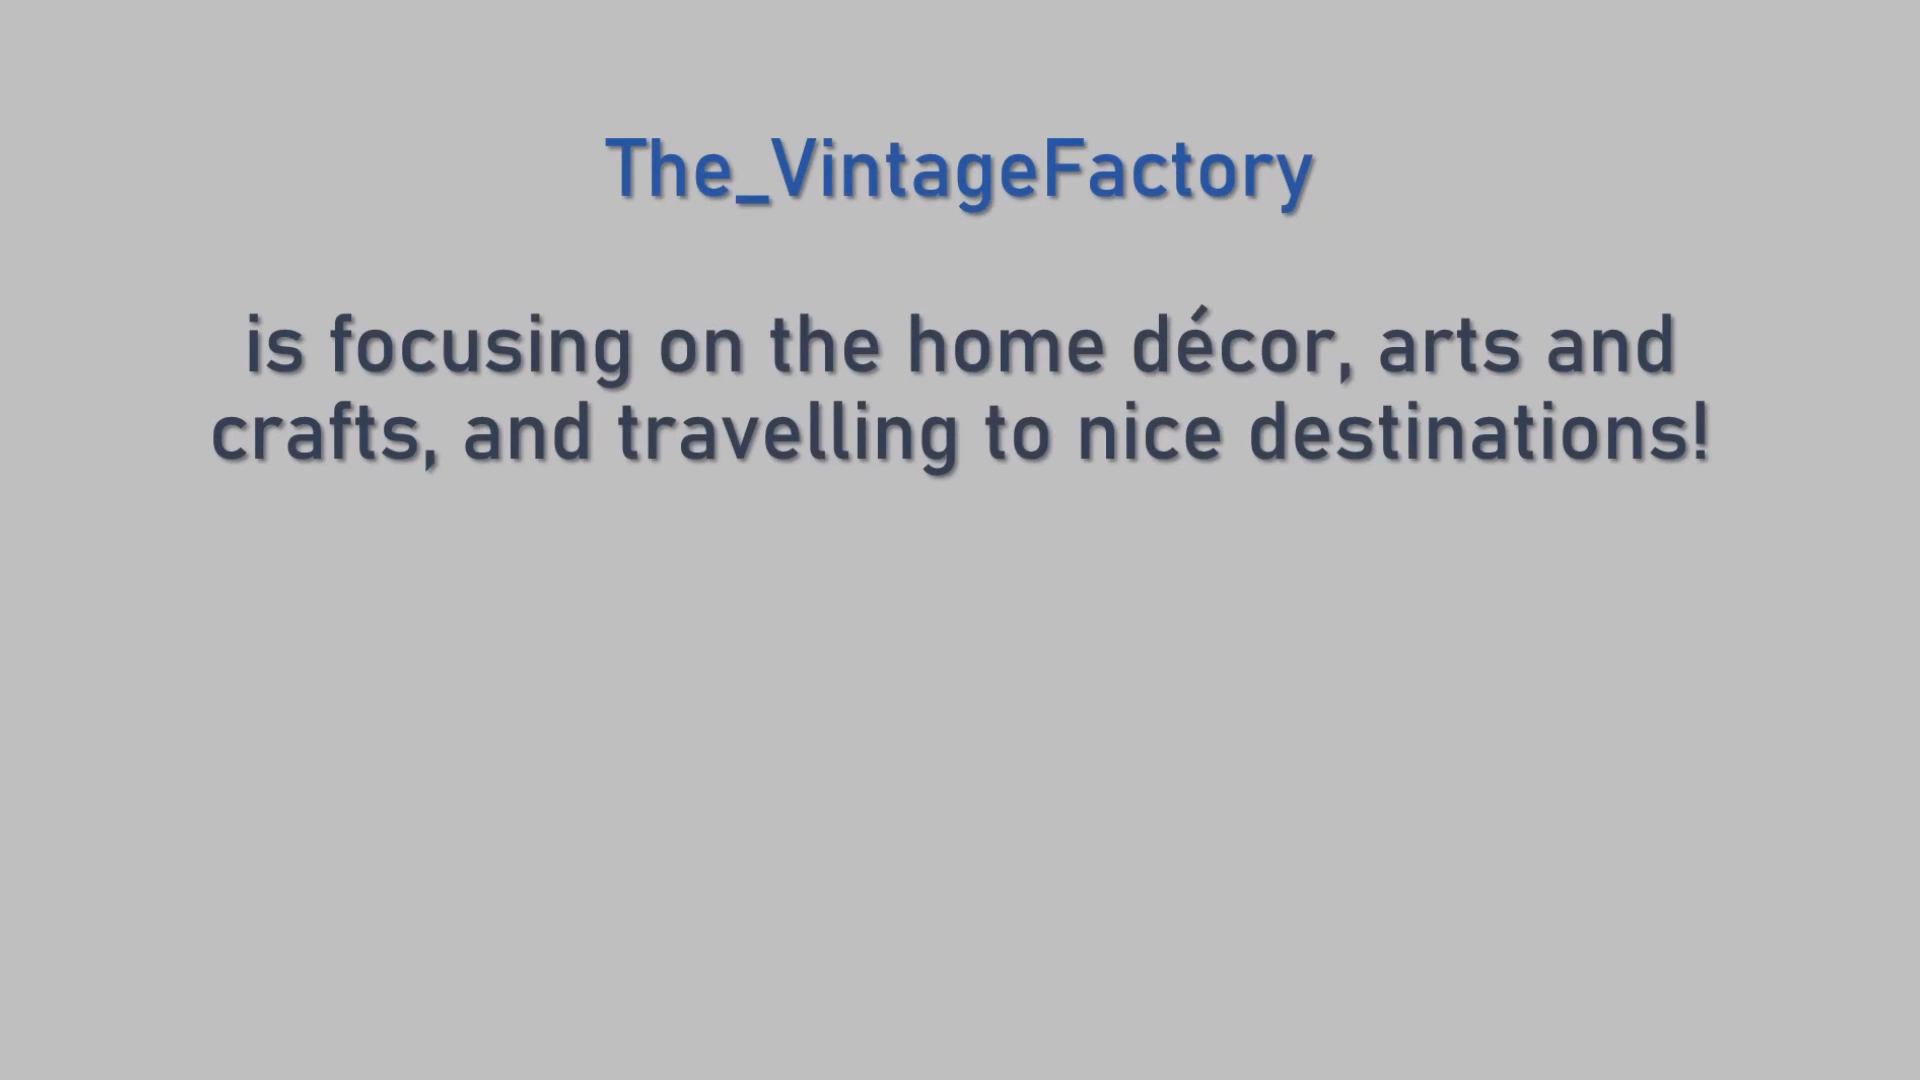 The_VintageFactory
is focusing on the home décor, arts and
crafts, and travelling to nice destinations!